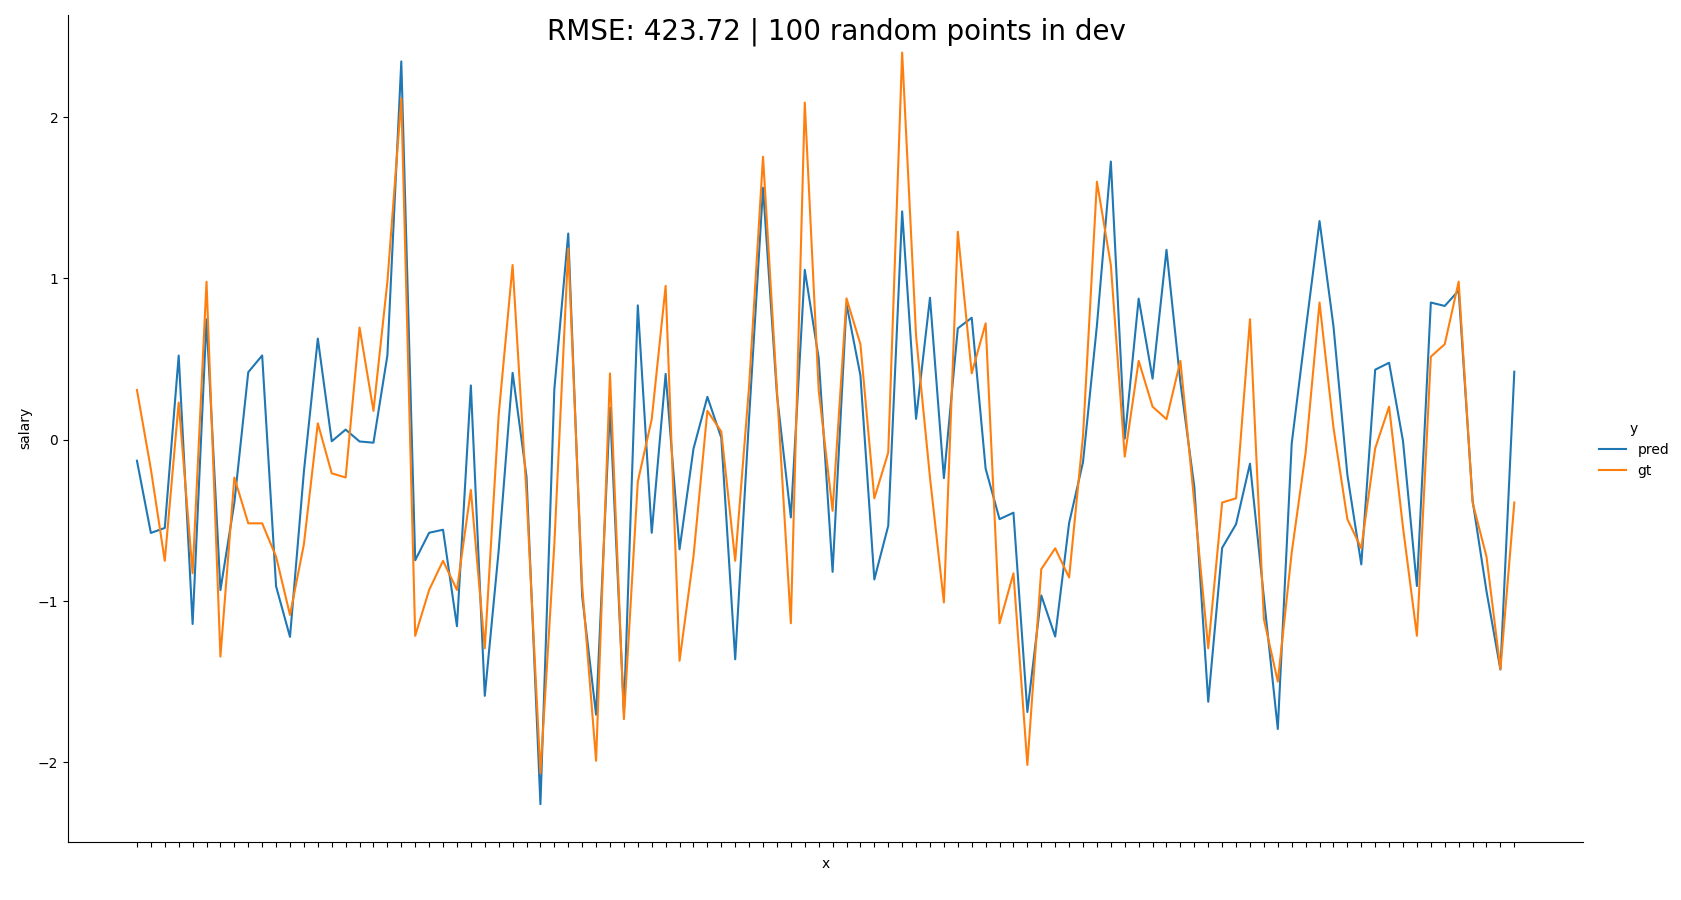 RMSE: 423.72 | 100 random points in dev
2
1
0
−1
−2
salary
x
y
pred
gt